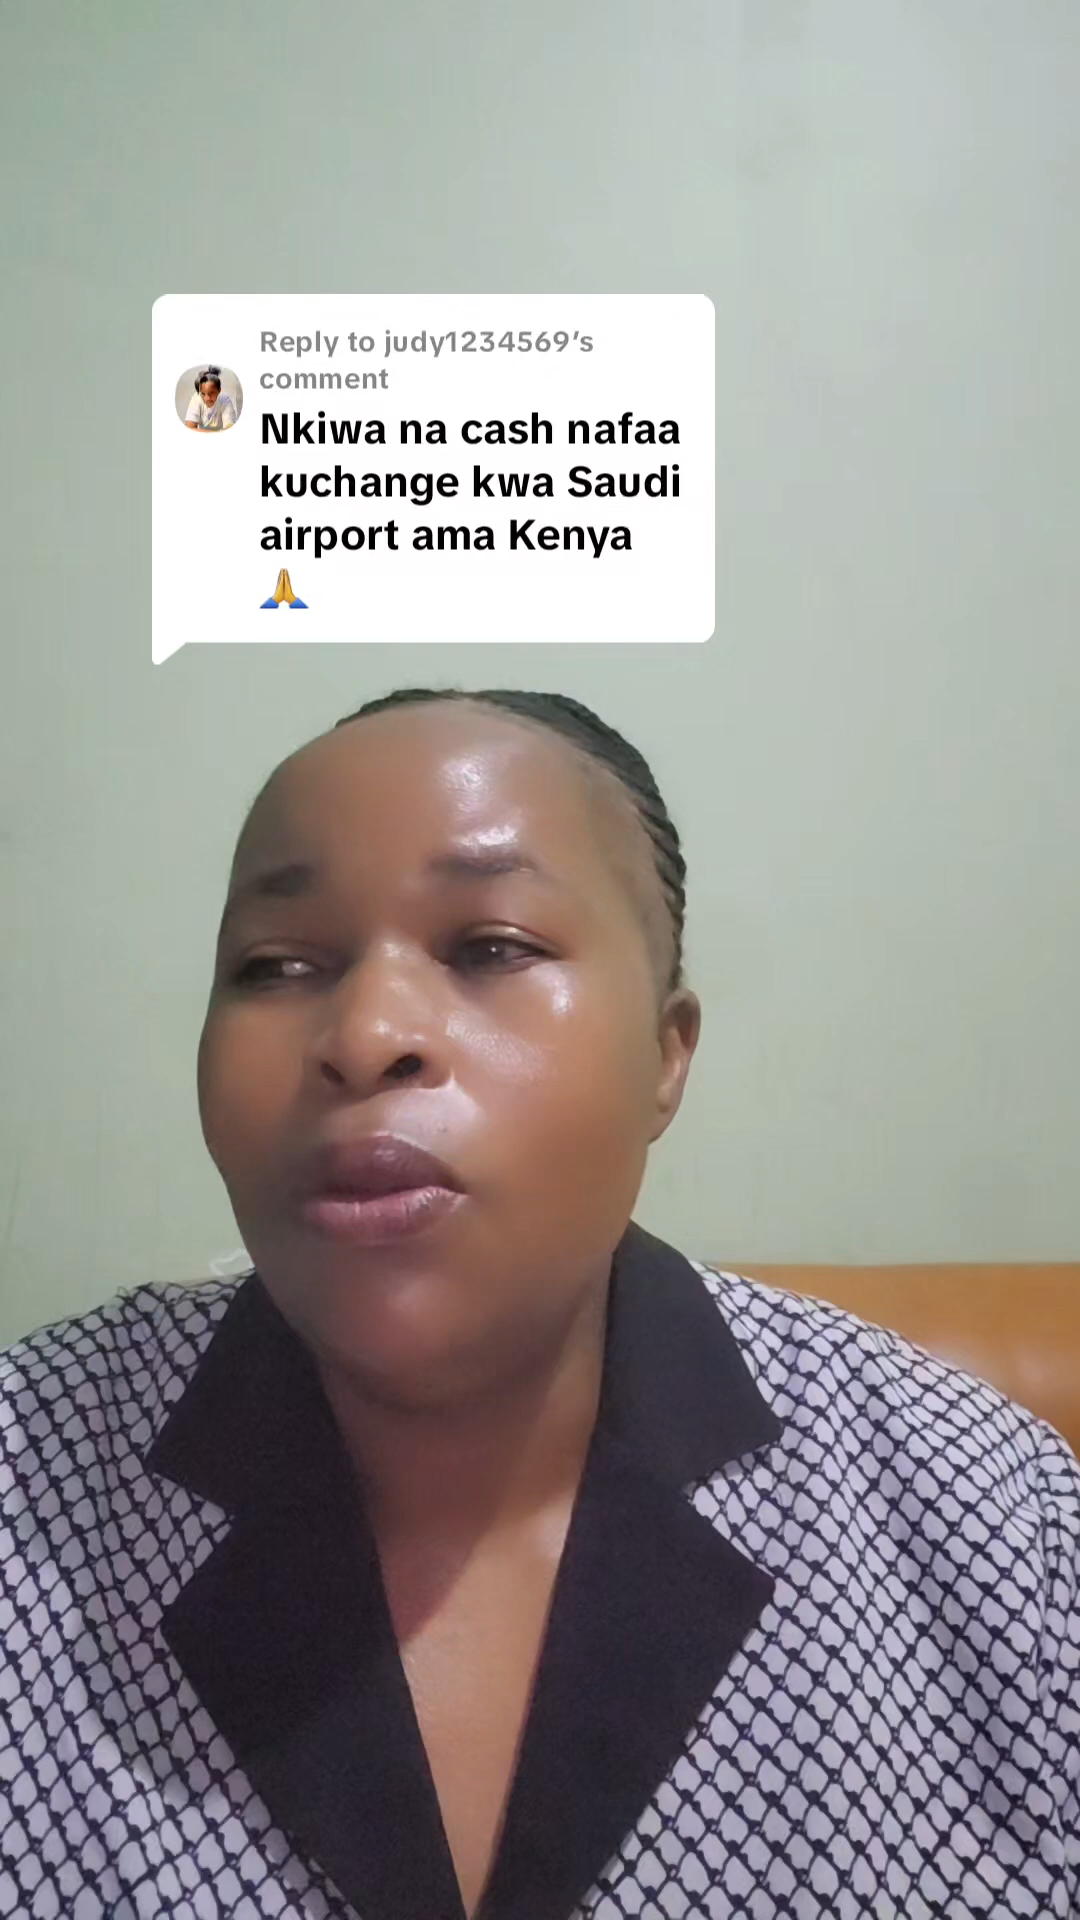 Reply to judy1234569's
comment
Nkiwa na cash nafaa
kuchange kwa Saudi
airport ama Kenya
🙏